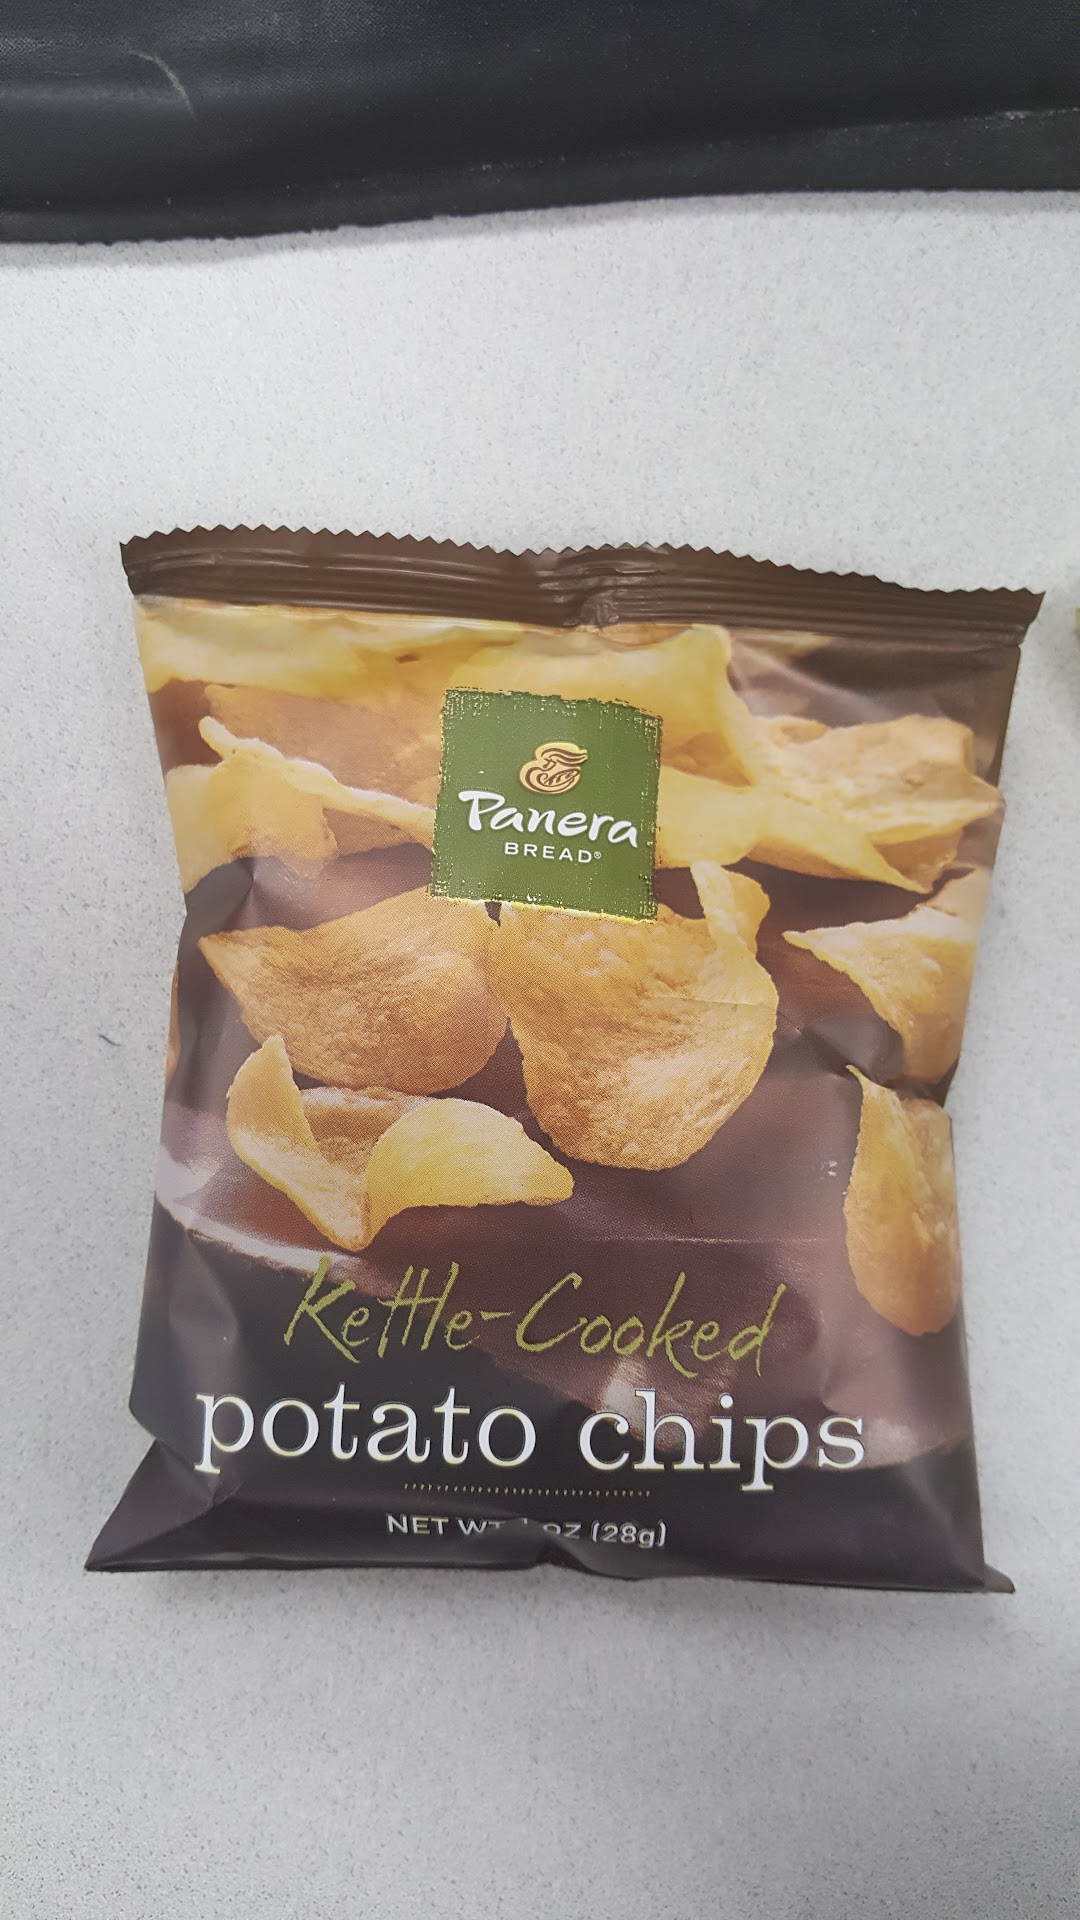 Panera
BREAD®
Kettle-Cooked
potato chips
NET WT oz (28g)